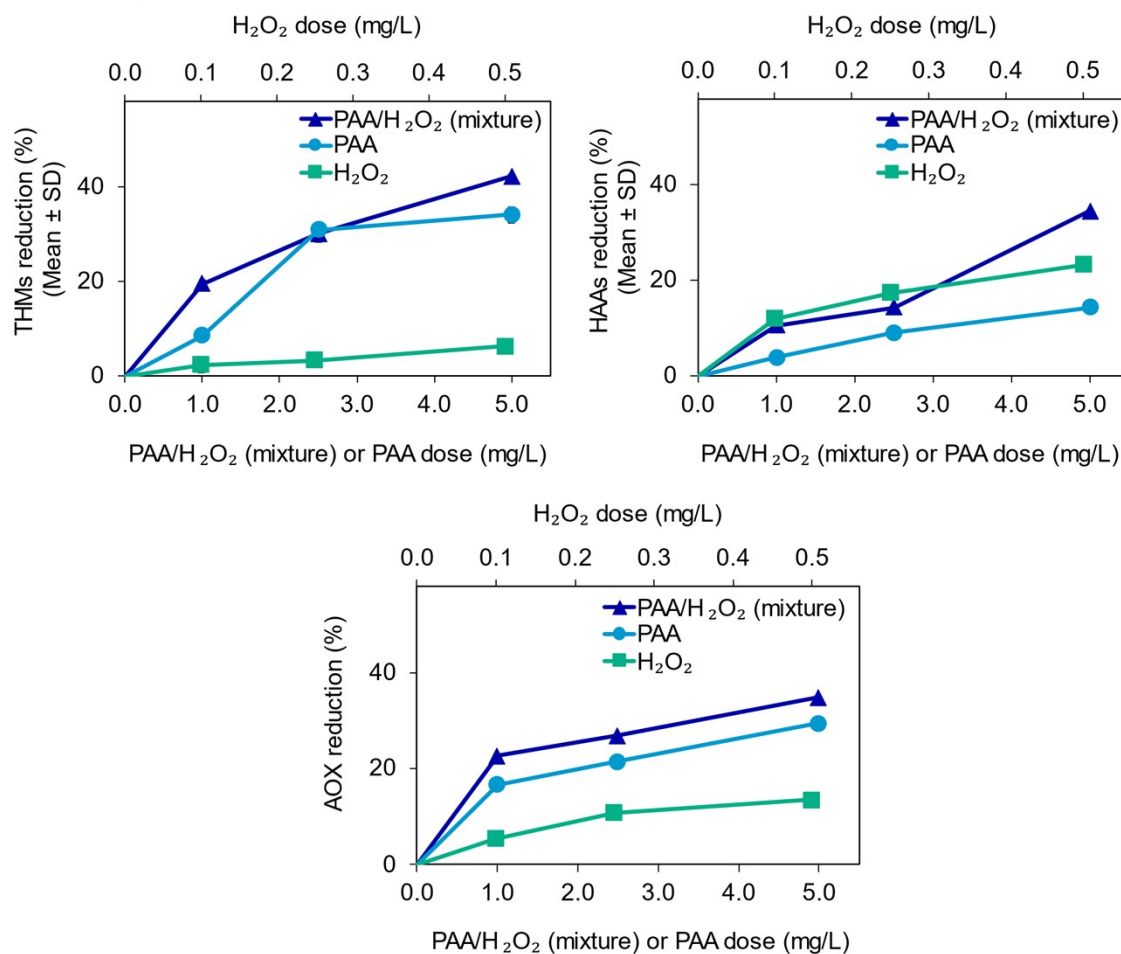 H₂O₂ dose (mg/L)
0.0 0.1 0.2 0.3 0.4 0.5
PAA/H₂O₂ (mixture)
PAA
H₂O₂
THMs reduction (%)
(Mean ± SD)
40
20
0
0.0 1.0 2.0 3.0 4.0 5.0
PAA/H₂O₂ (mixture) or PAA dose (mg/L)
H₂O₂ dose (mg/L)
0.0 0.1 0.2 0.3 0.4 0.5
PAA/H₂O₂ (mixture)
PAA
H₂O₂
HAAs reduction (%)
(Mean ± SD)
40
20
0
0.0 1.0 2.0 3.0 4.0 5.0
PAA/H₂O₂ (mixture) or PAA dose (mg/L)
H₂O₂ dose (mg/L)
0.0 0.1 0.2 0.3 0.4 0.5
PAA/H₂O₂ (mixture)
PAA
H₂O₂
AOX reduction (%)
40
20
0
0.0 1.0 2.0 3.0 4.0 5.0
PAA/H₂O₂ (mixture) or PAA dose (mg/L)